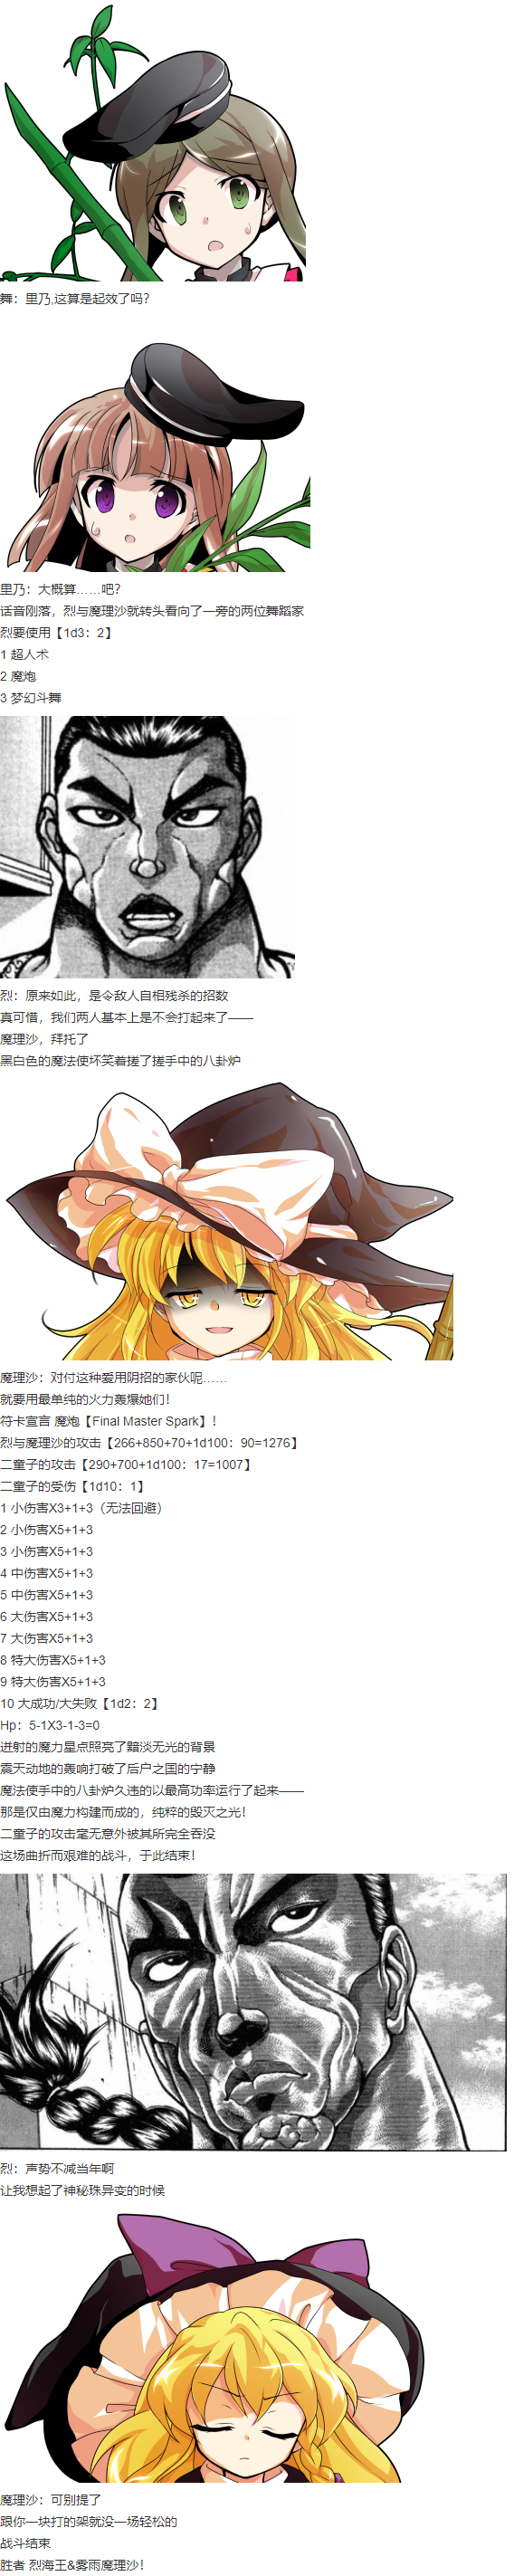 舞：里乃,这算是起效了吗？
里乃：大概算……吧？
话音刚落，烈与魔理沙就转头看向了一旁的两位舞蹈家
烈要使用【1d3：2】
1 超人术
2 魔炮
3 梦幻斗舞
烈：原来如此，是令敌人自相残杀的招数
真可惜，我们两人基本上是不会打起来了——
魔理沙，拜托了
黑白色的魔法使坏笑着搓了搓手中的八卦炉
魔理沙：对付这种爱用阴招的家伙呢……
就要用最单纯的火力轰爆她们！
符卡宣言 魔炮【Final Master Spark】！
烈与魔理沙的攻击【266+850+70+1d100：90=1276】
二童子的攻击【290+700+1d100：17=1007】
二童子的受伤【1d10：1】
1 小伤害X3+1+3（无法回避）
2 小伤害X5+1+3
3 小伤害X5+1+3
4 中伤害X5+1+3
5 中伤害X5+1+3
6 大伤害X5+1+3
7 大伤害X5+1+3
8 特大伤害X5+1+3
9 特大伤害X5+1+3
10 大成功/大失败【1d2：2】
Hp：5-1X3-1-3=0
迸射的魔力星点照亮了黯淡无光的背景
震天动地的轰响打破了后户之国的宁静
魔法使手中的八卦炉久违的以最高功率运行了起来——
那是仅由魔力构建而成的，纯粹的毁灭之光！
二童子的攻击毫无意外被其所完全吞没
这场曲折而艰难的战斗，于此结束！
烈：声势不减当年啊
让我想起了神秘珠异变的时候
魔理沙：可别提了
跟你一块打的架就没一场轻松的
战斗结束
胜者 烈海王&雾雨魔理沙！